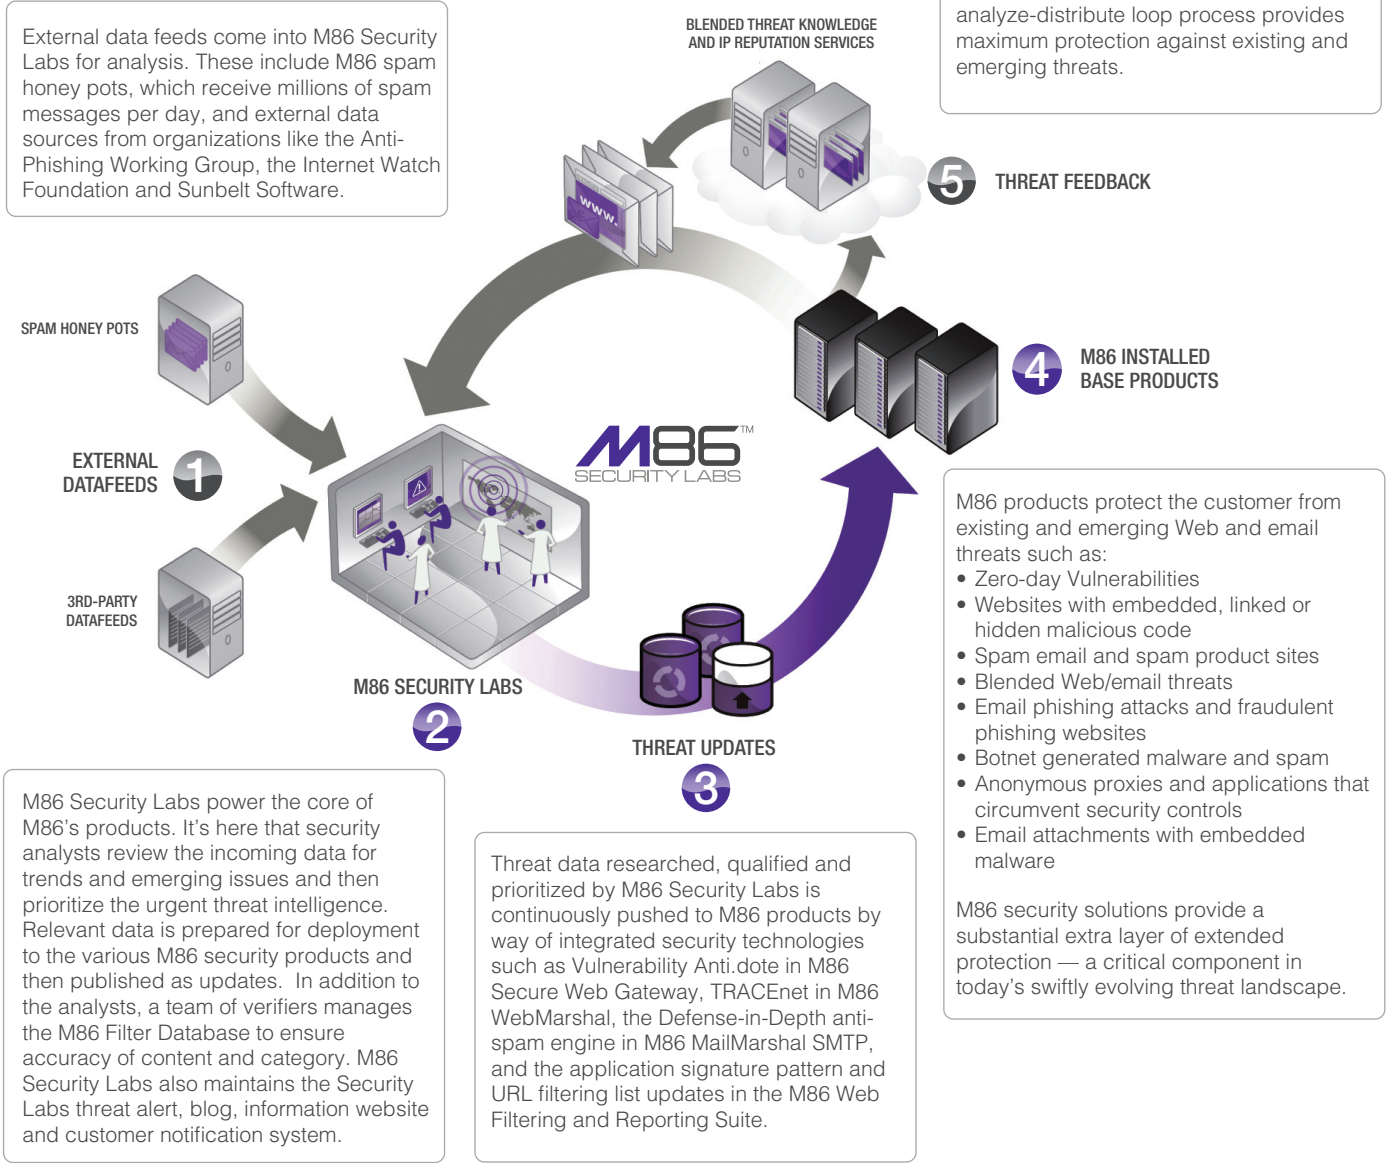 External data feeds come into M86 Security
Labs for analysis. These include M86 spam
honey pots, which receive millions of spam
messages per day, and external data
sources from organizations like the Anti-
Phishing Working Group, the Internet Watch
Foundation and Sunbelt Software.
BLENDED THREAT KNOWLEDGE
AND IP REPUTATION SERVICES
analyze-distribute loop process provides
maximum protection against existing and
emerging threats.
www.
5 THREAT FEEDBACK
SPAM HONEY POTS
4 M86 INSTALLED
BASE PRODUCTS
M86™
SECURITY LABS
EXTERNAL
DATAFEEDS 1
3RD-PARTY
DATAFEEDS
M86 SECURITY LABS
2
THREAT UPDATES
3
M86 products protect the customer from
existing and emerging Web and email
threats such as:
• Zero-day Vulnerabilities
• Websites with embedded, linked or
hidden malicious code
• Spam email and spam product sites
• Blended Web/email threats
• Email phishing attacks and fraudulent
phishing websites
• Botnet generated malware and spam
• Anonymous proxies and applications that
circumvent security controls
• Email attachments with embedded
malware
M86 security solutions provide a
substantial extra layer of extended
protection — a critical component in
today's swiftly evolving threat landscape.
M86 Security Labs power the core of
M86's products. It's here that security
analysts review the incoming data for
trends and emerging issues and then
prioritize the urgent threat intelligence.
Relevant data is prepared for deployment
to the various M86 security products and
then published as updates.  In addition to
the analysts, a team of verifiers manages
the M86 Filter Database to ensure
accuracy of content and category. M86
Security Labs also maintains the Security
Labs threat alert, blog, information website
and customer notification system.
Threat data researched, qualified and
prioritized by M86 Security Labs is
continuously pushed to M86 products by
way of integrated security technologies
such as Vulnerability Anti.dote in M86
Secure Web Gateway, TRACEnet in M86
WebMarshal, the Defense-in-Depth anti-
spam engine in M86 MailMarshal SMTP,
and the application signature pattern and
URL filtering list updates in the M86 Web
Filtering and Reporting Suite.